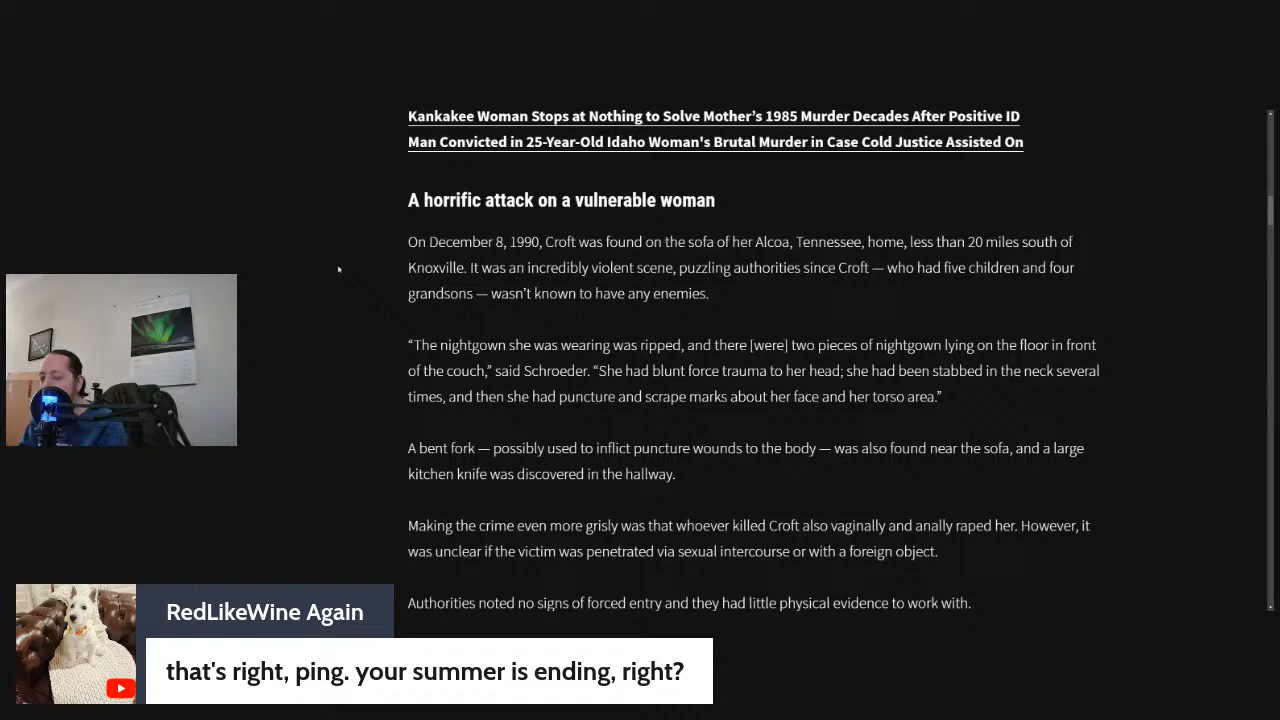 Kankakee Woman Stops at Nothing to Solve Mother’s 1985 Murder Decades After Positive ID
Man Convicted in 25-Year-Old Idaho Woman's Brutal Murder in Case Cold Justice Assisted On
A horrific attack on a vulnerable woman
On December 8, 1990, Croft was found on the sofa of her Alcoa, Tennessee, home, less than 20 miles south of
Knoxville. It was an incredibly violent scene, puzzling authorities since Croft — who had five children and four
grandsons — wasn’t known to have any enemies.
“The nightgown she was wearing was ripped, and there [were] two pieces of nightgown lying on the floor in front
of the couch,” said Schroeder. “She had blunt force trauma to her head; she had been stabbed in the neck several
times, and then she had puncture and scrape marks about her face and her torso area.”
A bent fork — possibly used to inflict puncture wounds to the body — was also found near the sofa, and a large
kitchen knife was discovered in the hallway.
Making the crime even more grisly was that whoever killed Croft also vaginally and anally raped her. However, it
was unclear if the victim was penetrated via sexual intercourse or with a foreign object.
Authorities noted no signs of forced entry and they had little physical evidence to work with.
RedLikeWine Again
that's right, ping. your summer is ending, right?